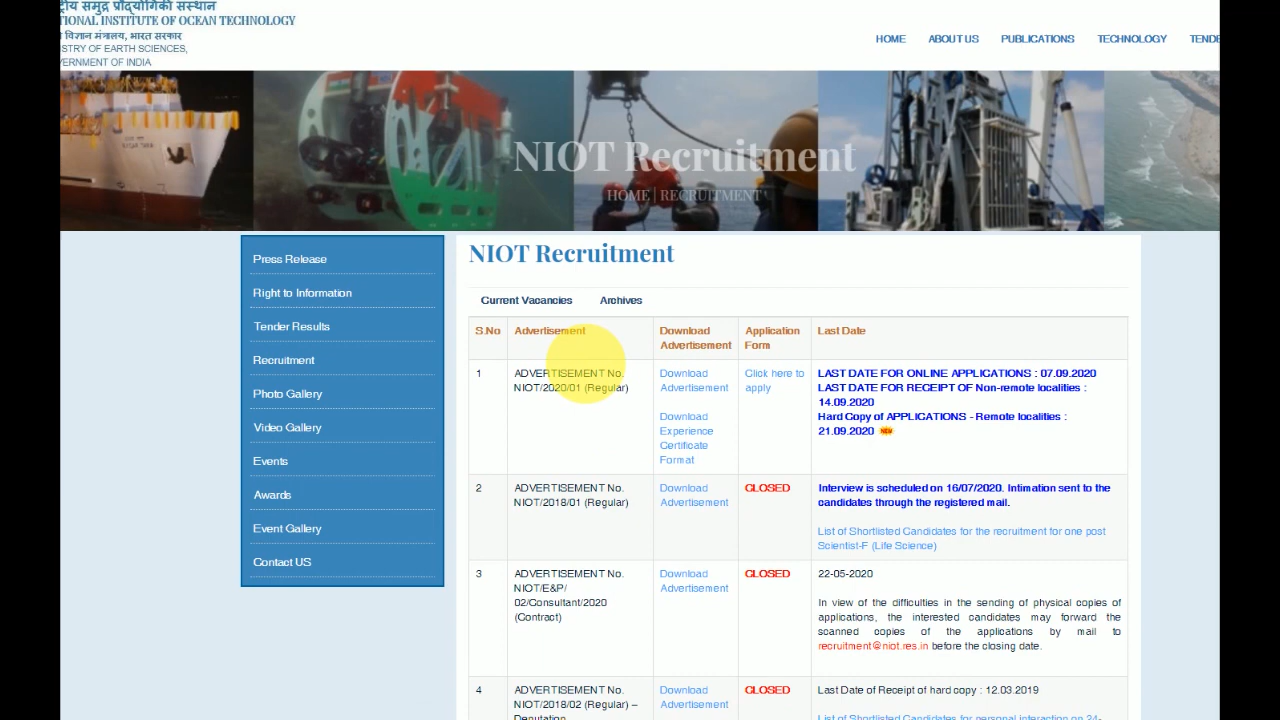 ट्रीय समुद्र प्रौद्योगिकी संस्थान
TIONAL INSTITUTE OF OCEAN TECHNOLOGY
विज्ञान मंत्रालय, भारत सरकार
ISTRY OF EARTH SCIENCES,
VERNMENT OF INDIA
HOME ABOUT US PUBLICATIONS TECHNOLOGY TENDE
NIOT Recruitment
HOME | RECRUITMENT
Press Release
Right to Information
Tender Results
Recruitment
Photo Gallery
Video Gallery
Events
Awards
Event Gallery
Contact US
NIOT Recruitment
Current Vacancies Archives
S.No Advertisement Download Application Last Date
Advertisement Form
1 ADVERTISEMENT No. Download Click here to LAST DATE FOR ONLINE APPLICATIONS : 07.09.2020
NIOT/2020/01 (Regular) Advertisement apply LAST DATE FOR RECEIPT OF Non-remote localities :
14.09.2020
Download Hard Copy of APPLICATIONS - Remote localities :
Experience 21.09.2020 NEW
Certificate
Format
2 ADVERTISEMENT No. Download CLOSED Interview is scheduled on 16/07/2020. Intimation sent to the
NIOT/2018/01 (Regular) Advertisement candidates through the registered mail.
List of Shortlisted Candidates for the recruitment for one post
Scientist-F (Life Science)
3 ADVERTISEMENT No. Download CLOSED 22-05-2020
NIOT/E&P/ Advertisement
02/Consultant/2020 In view of the difficulties in the sending of physical copies of
(Contract) applications, the interested candidates may forward the
scanned copies of the applications by mail to
recruitment@niot.res.in before the closing date.
4 ADVERTISEMENT No. Download CLOSED Last Date of Receipt of hard copy : 12.03.2019
NIOT/2018/02 (Regular) – Advertisement
Deputation List of Shortlisted Candidates for personal interaction on 24-